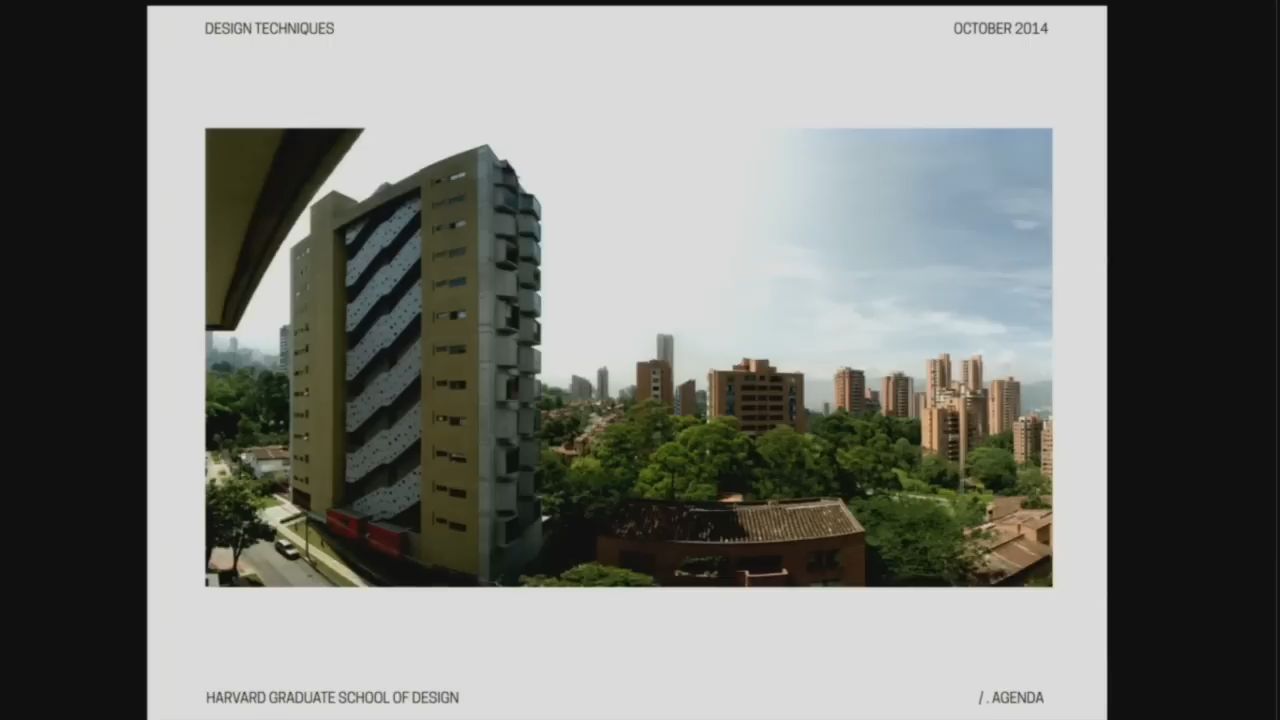 DESIGN TECHNIQUES
OCTOBER 2014
HARVARD GRADUATE SCHOOL OF DESIGN
/ . AGENDA